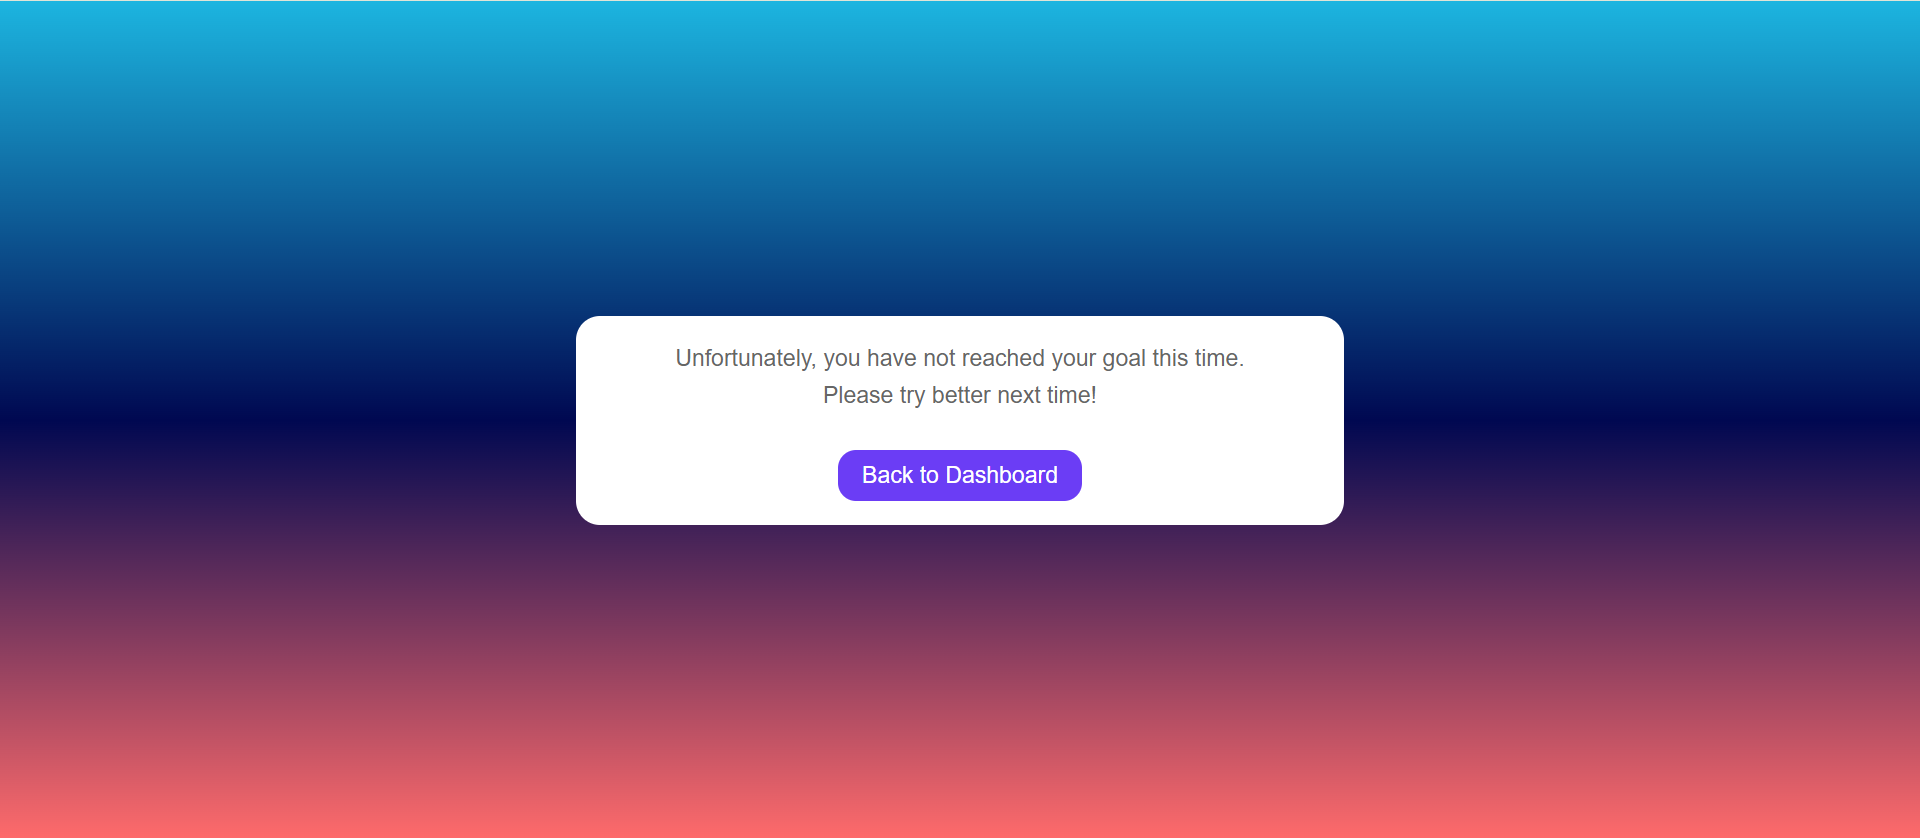 Unfortunately, you have not reached your goal this time.
Please try better next time!
Back to Dashboard